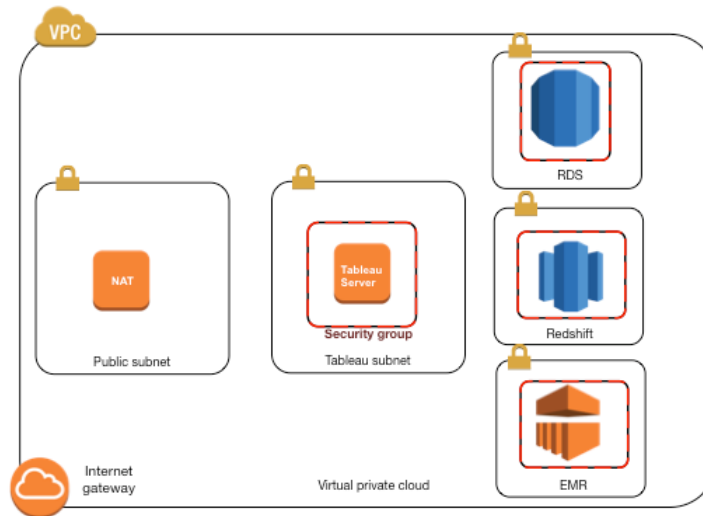 VPC
RDS
NAT
Tableau
Server
Security group
Public subnet
Tableau subnet
Redshift
Internet
gateway
Virtual private cloud
EMR